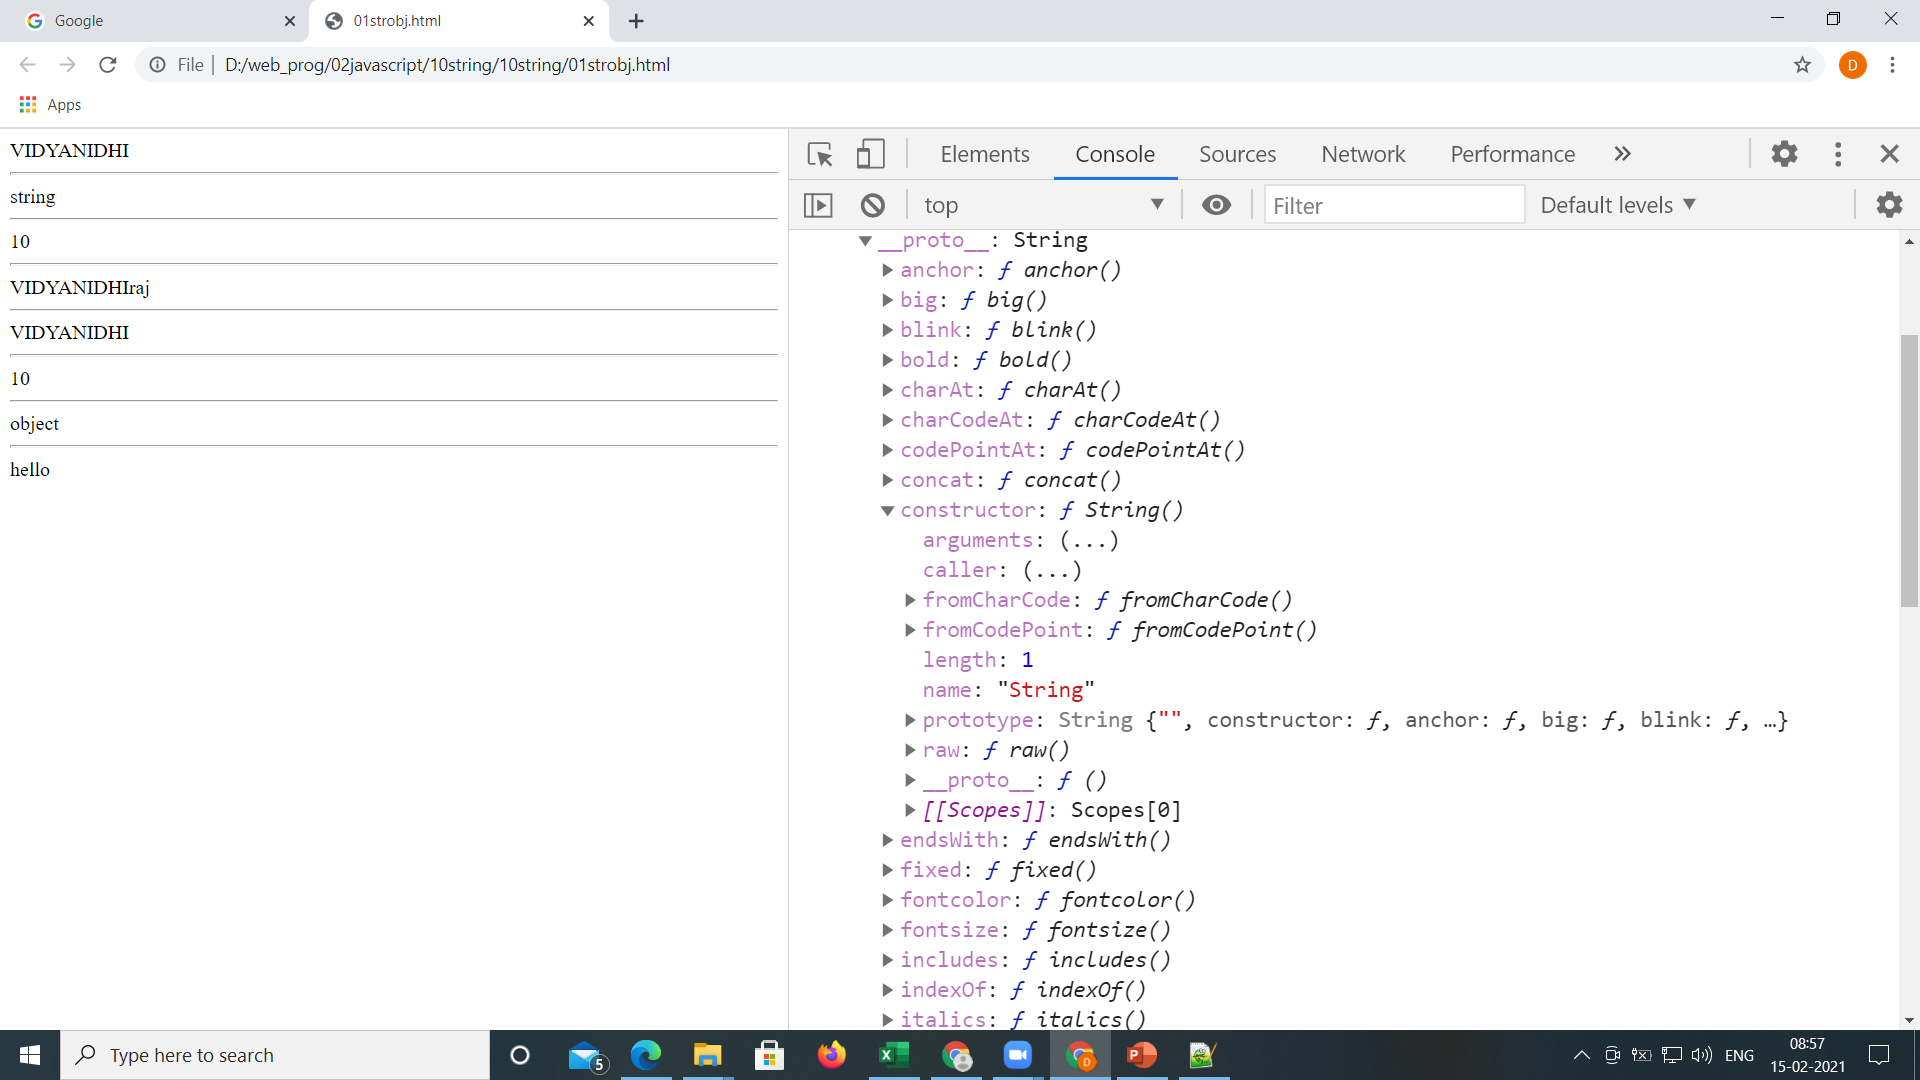 Google
01strobj.html
File | D:/web_prog/02javascript/10string/10string/01strobj.html
D
Apps
VIDYANIDHI
string
10
VIDYANIDHIraj
VIDYANIDHI
10
object
hello
Elements Console Sources Network Performance »
top Filter Default levels
__proto__: String
anchor: ƒ anchor()
big: ƒ big()
blink: ƒ blink()
bold: ƒ bold()
charAt: ƒ charAt()
charCodeAt: ƒ charCodeAt()
codePointAt: ƒ codePointAt()
concat: ƒ concat()
constructor: ƒ String()
arguments: (...)
caller: (...)
fromCharCode: ƒ fromCharCode()
fromCodePoint: ƒ fromCodePoint()
length: 1
name: "String"
prototype: String {"", constructor: ƒ, anchor: ƒ, big: ƒ, blink: ƒ, …}
raw: ƒ raw()
__proto__: ƒ ()
[[Scopes]]: Scopes[0]
endsWith: ƒ endsWith()
fixed: ƒ fixed()
fontcolor: ƒ fontcolor()
fontsize: ƒ fontsize()
includes: ƒ includes()
indexOf: ƒ indexOf()
italics: ƒ italics()
Type here to search
5
D
ENG
08:57
15-02-2021